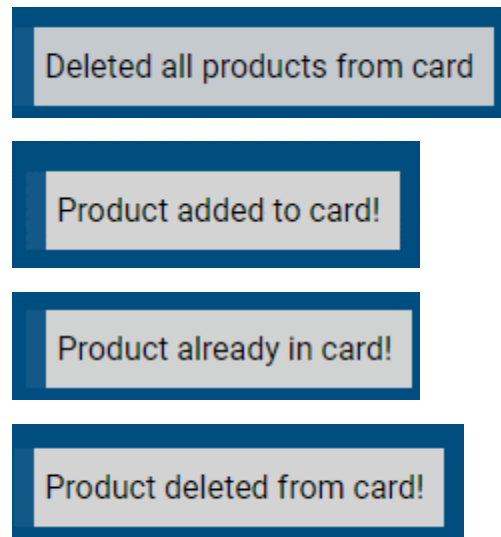 Deleted all products from card
Product added to card!
Product already in card!
Product deleted from card!